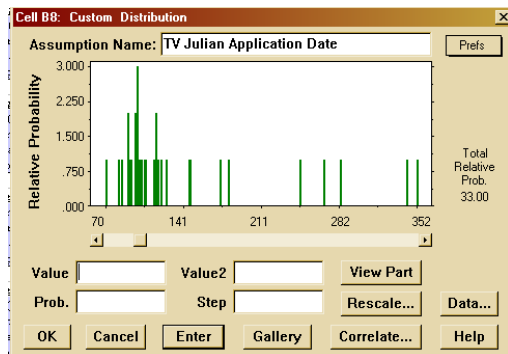 Cell B8: Custom Distribution
Assumption Name: TV Julian Application Date
Prefs
Relative Probability
3.000
2.250
1.500
.750
.000
70 141 211 282 352
Total
Relative
Prob.
33.00
Value Value2 View Part
Prob. Step Rescale... Data...
OK Cancel Enter Gallery Correlate... Help